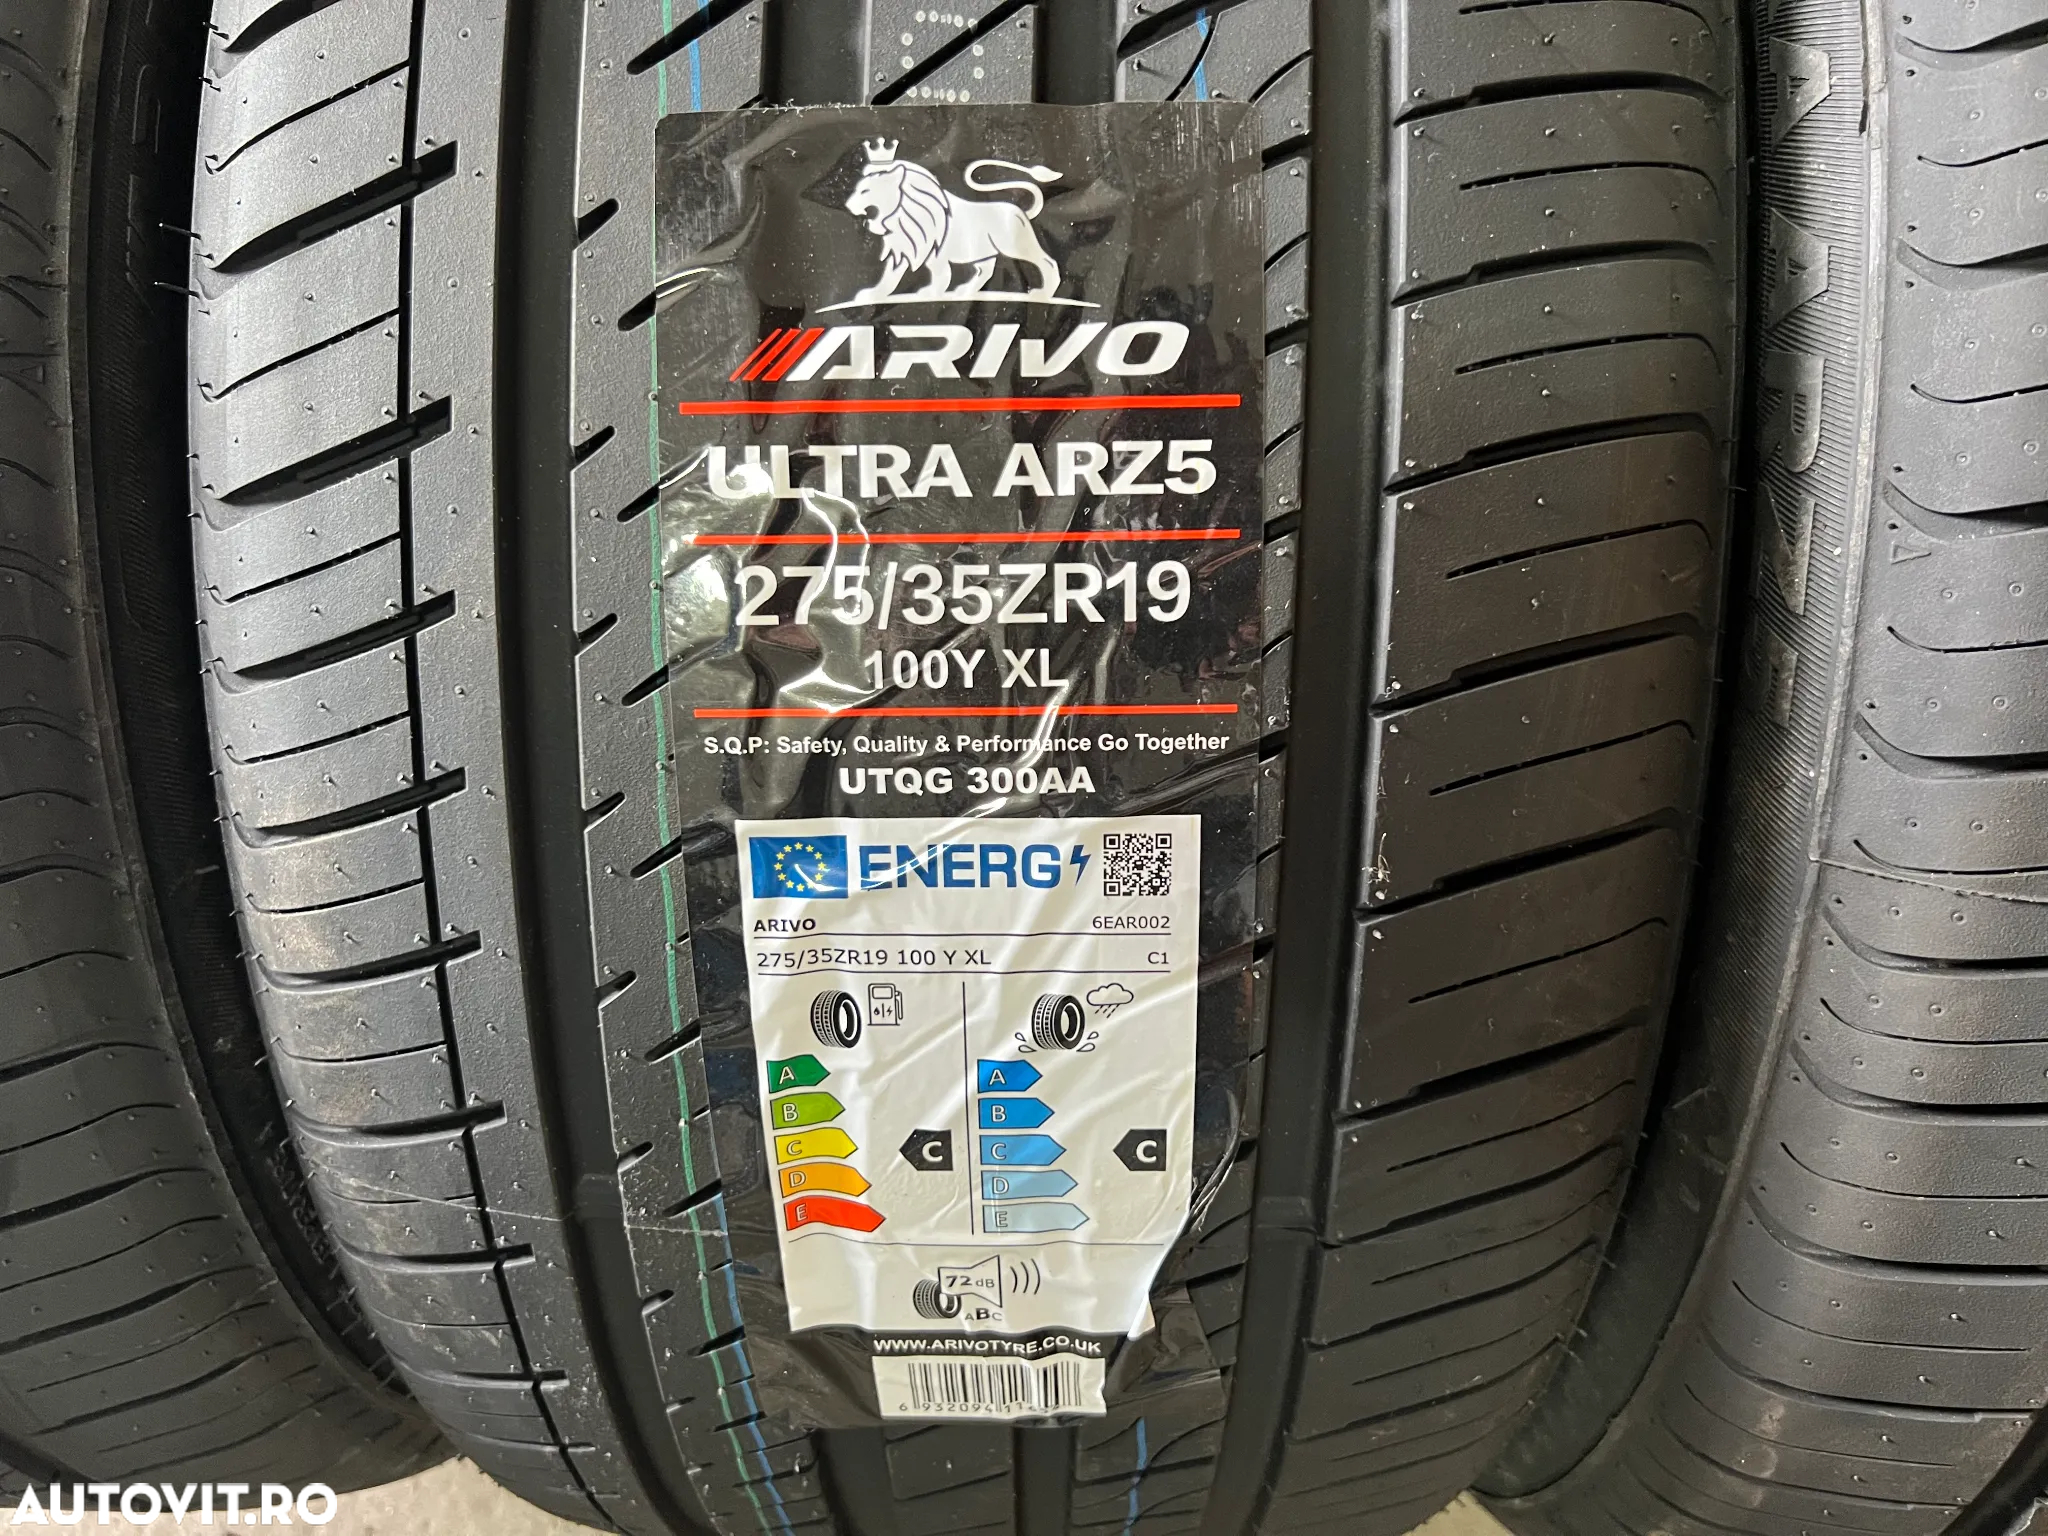 ARIVO
ULTRA ARZ5
275/35ZR19
100Y XL
S.Q.P: Safety, Quality & Performance Go Together
UTQG 300AA
ENERG
ARIVO 6EAR002
275/35ZR19 100 Y XL C1
A A
B B
C C C C
D D
E E
72 dB
ABC
WWW.ARIVOTYRE.CO.UK
AUTOVIT.RO